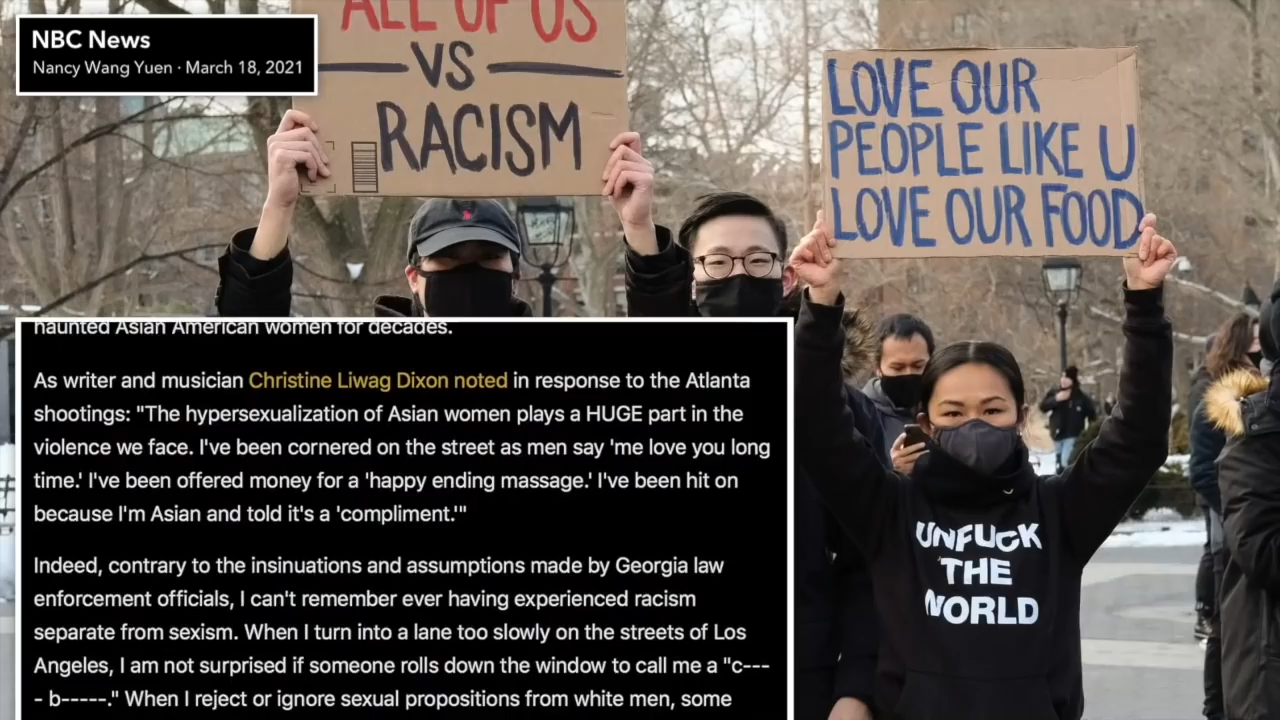 NBC News
Nancy Wang Yuen · March 18, 2021
ALL OF US
VS
RACISM
LOVE OUR
PEOPLE LIKE U
LOVE OUR FOOD
haunted Asian American women for decades.
As writer and musician Christine Liwag Dixon noted in response to the Atlanta
shootings: "The hypersexualization of Asian women plays a HUGE part in the
violence we face. I've been cornered on the street as men say 'me love you long
time.' I've been offered money for a 'happy ending massage.' I've been hit on
because I'm Asian and told it's a 'compliment.'"
Indeed, contrary to the insinuations and assumptions made by Georgia law
enforcement officials, I can't remember ever having experienced racism
separate from sexism. When I turn into a lane too slowly on the streets of Los
Angeles, I am not surprised if someone rolls down the window to call me a "c---
- b-----." When I reject or ignore sexual propositions from white men, some
UNFUCK
THE
WORLD